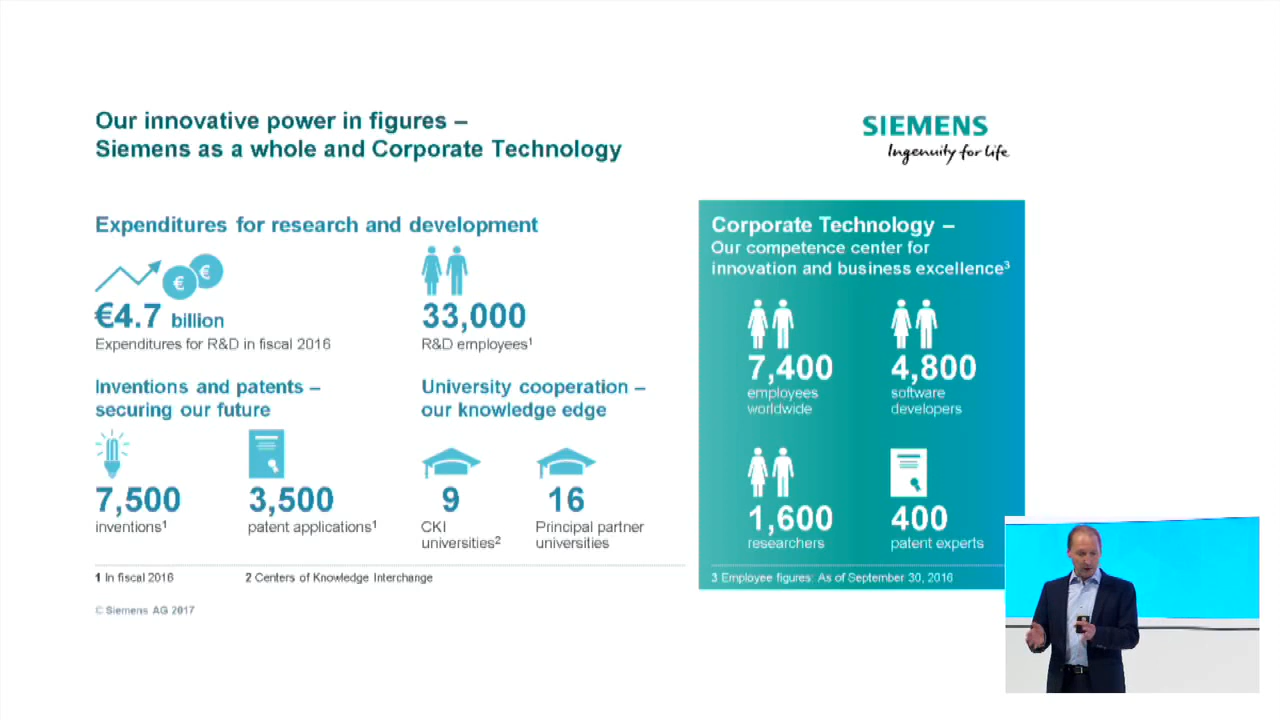 Our innovative power in figures –
Siemens as a whole and Corporate Technology
SIEMENS
Ingenuity for life
Expenditures for research and development
€4.7 billion
Expenditures for R&D in fiscal 2016
33,000
R&D employees¹
Inventions and patents –
securing our future
7,500
inventions¹
3,500
patent applications¹
University cooperation –
our knowledge edge
9
CKI
universities²
16
Principal partner
universities
1 In fiscal 2016
2 Centers of Knowledge Interchange
© Siemens AG 2017
Corporate Technology –
Our competence center for
innovation and business excellence³
7,400
employees
worldwide
4,800
software
developers
1,600
researchers
400
patent experts
3 Employee figures: As of September 30, 2016